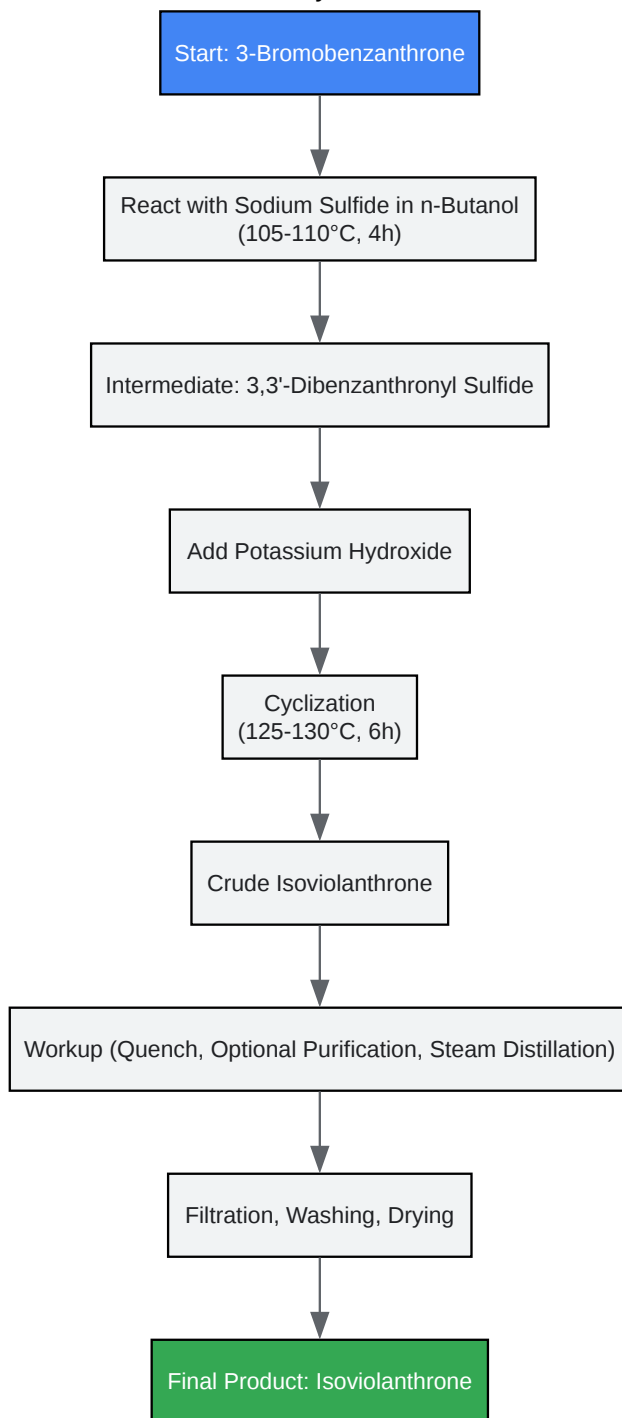 Start: 3-Bromobenzanthrone
React with Sodium Sulfide in n-Butanol
(105-110°C, 4h)
Intermediate: 3,3'-Dibenzanthronyl Sulfide
Add Potassium Hydroxide
Cyclization
(125-130°C, 6h)
Crude Isoviolanthrone
Workup (Quench, Optional Purification, Steam Distillation)
Filtration, Washing, Drying
Final Product: Isoviolanthrone